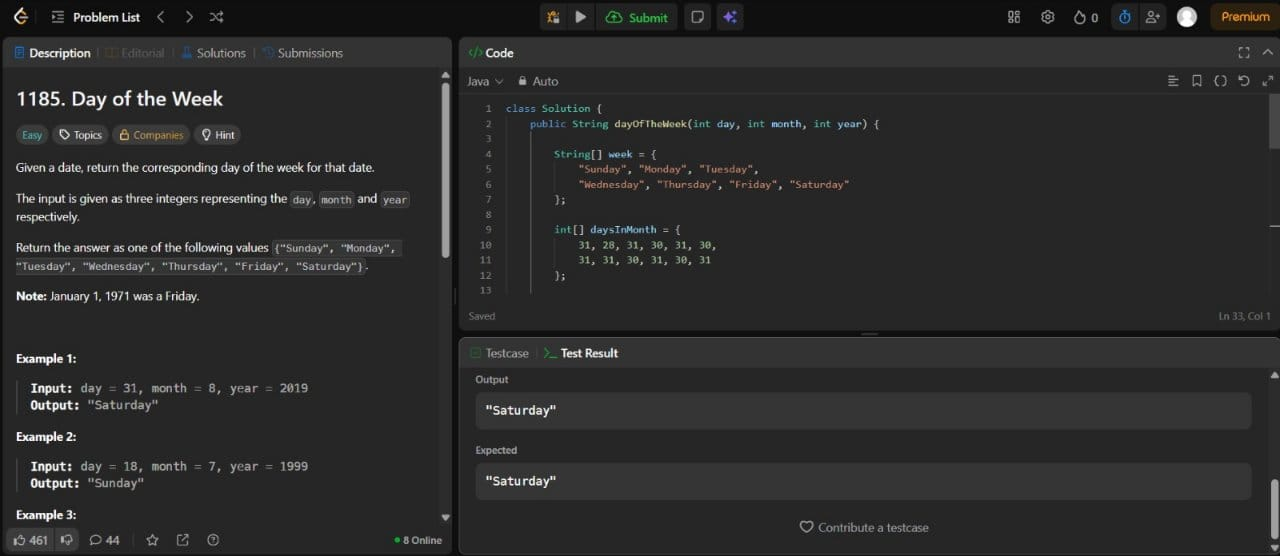 Problem List
Submit
0
Premium
Description
Editorial
Solutions
Submissions
1185. Day of the Week
Easy
Topics
Companies
Hint
Given a date, return the corresponding day of the week for that date.
The input is given as three integers representing the day, month and year
respectively.
Return the answer as one of the following values {"Sunday", "Monday",
"Tuesday", "Wednesday", "Thursday", "Friday", "Saturday"}.
Note: January 1, 1971 was a Friday.
Example 1:
Input: day = 31, month = 8, year = 2019
Output: "Saturday"
Example 2:
Input: day = 18, month = 7, year = 1999
Output: "Sunday"
Example 3:
461
44
8 Online
</> Code
Java
Auto
1 class Solution {
2 public String dayOfTheWeek(int day, int month, int year) {
3
4 String[] week = {
5 "Sunday", "Monday", "Tuesday",
6 "Wednesday", "Thursday", "Friday", "Saturday"
7 };
8
9 int[] daysInMonth = {
10 31, 28, 31, 30, 31, 30,
11 31, 31, 30, 31, 30, 31
12 };
13
Saved
Ln 33, Col 1
Testcase
>_ Test Result
Output
"Saturday"
Expected
"Saturday"
Contribute a testcase